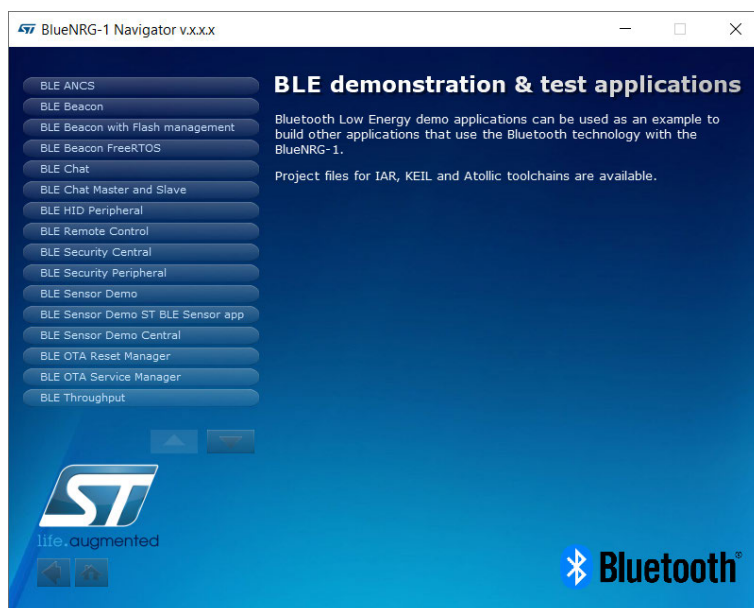 BlueNRG-1 Navigator v.x.x.x
BLE ANCS
BLE Beacon
BLE Beacon with Flash management
BLE Beacon FreeRTOS
BLE Chat
BLE Chat Master and Slave
BLE HID Peripheral
BLE Remote Control
BLE Security Central
BLE Security Peripheral
BLE Sensor Demo
BLE Sensor Demo ST BLE Sensor app
BLE Sensor Demo Central
BLE OTA Reset Manager
BLE OTA Service Manager
BLE Throughput
BLE demonstration & test applications
Bluetooth Low Energy demo applications can be used as an example to
build other applications that use the Bluetooth technology with the
BlueNRG-1.
Project files for IAR, KEIL and Atollic toolchains are available.
ST
life.augmented
Bluetooth®